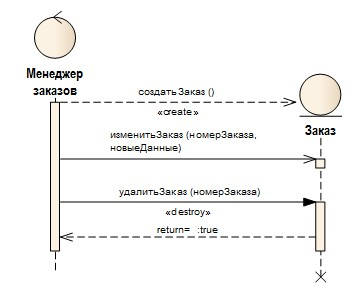 Менеджер
заказов
создатьЗаказ ()
«create»
Заказ
изменитьЗаказ (номерЗаказа,
новыеДанные)
удалитьЗаказ (номерЗаказа)
«destroy»
return= :true